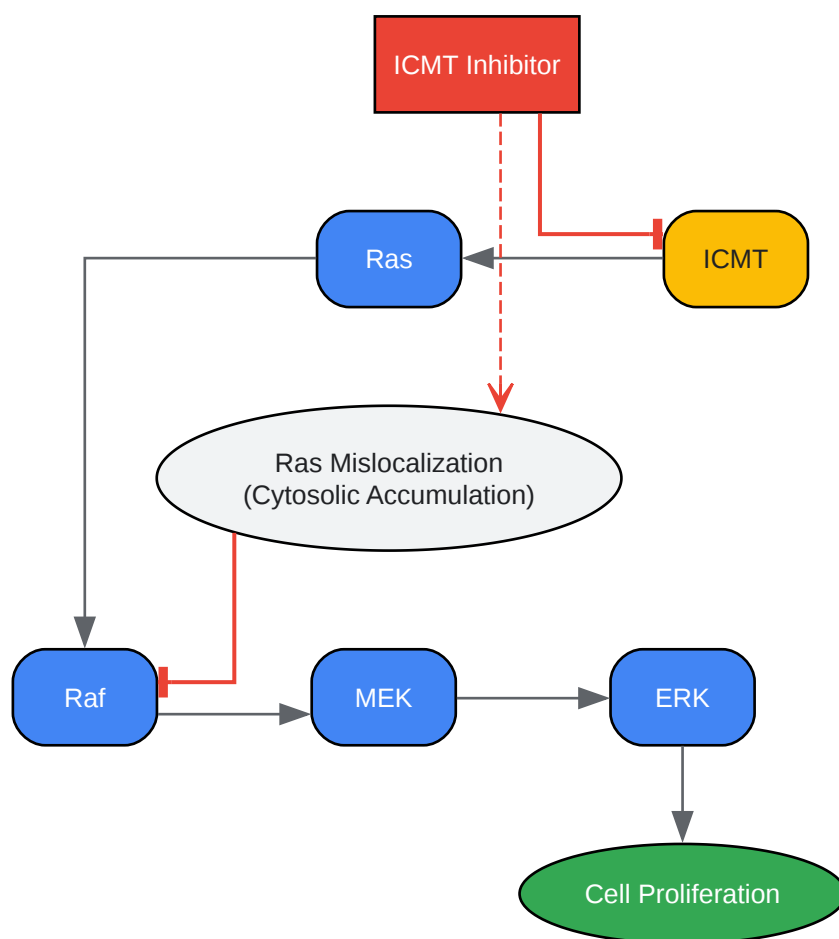 ICMT Inhibitor
Ras
ICMT
Ras Mislocalization
(Cytosolic Accumulation)
Raf
MEK
ERK
Cell Proliferation